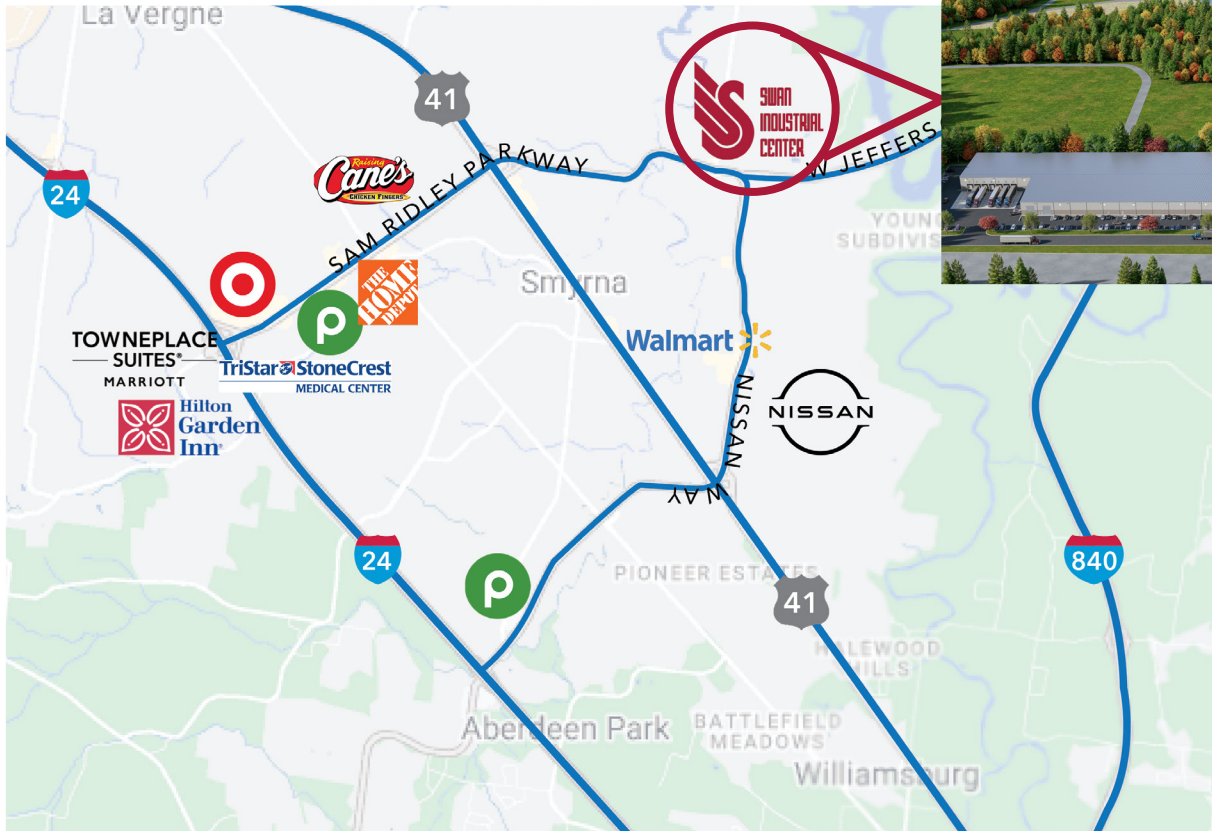 La Vergne
41
SWAN
INDUSTRIAL
CENTER
W JEFFERS
24
Raising
Cane's
CHICKEN FINGERS
SAM RIDLEY PARKWAY
YOUNG
SUBDIVIS
Smyrna
THE
HOME
DEPOT
P
TOWNEPLACE
SUITES®
MARRIOTT
TriStar StoneCrest
MEDICAL CENTER
Walmart
Hilton
Garden
Inn
NISSAN
NISSAN
WAY
24
P
PIONEER ESTATES
840
41
HALEWOOD
HILLS
Aberdeen Park
BATTLEFIELD
MEADOWS
Williamsburg